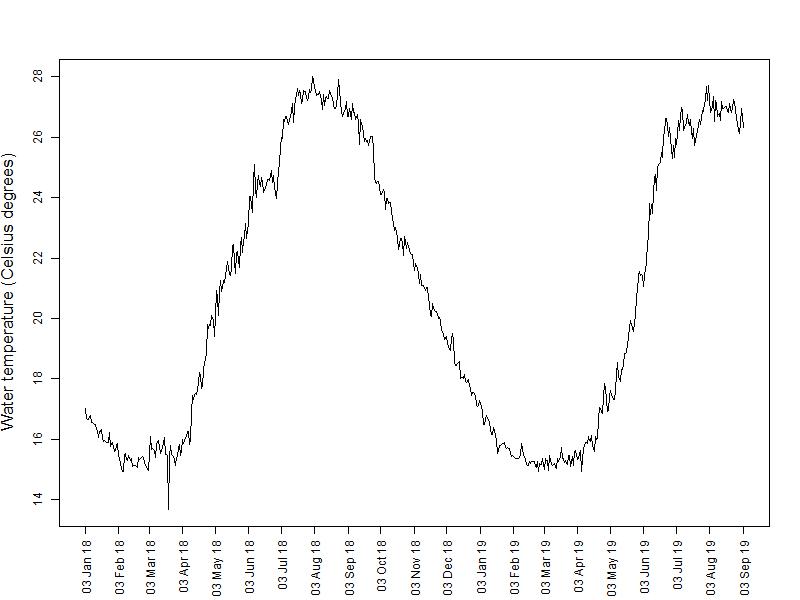 Water temperature (Celsius degrees)
28
26
24
22
20
18
16
14
03 Jan 18
03 Feb 18
03 Mar 18
03 Apr 18
03 May 18
03 Jun 18
03 Jul 18
03 Aug 18
03 Sep 18
03 Oct 18
03 Nov 18
03 Dec 18
03 Jan 19
03 Feb 19
03 Mar 19
03 Apr 19
03 May 19
03 Jun 19
03 Jul 19
03 Aug 19
03 Sep 19